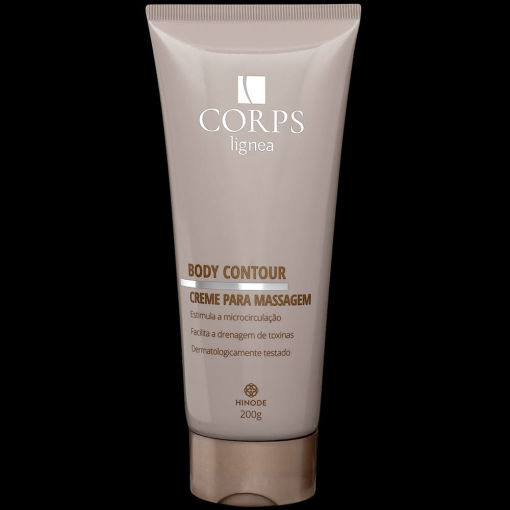 CORPS
lignea
BODY CONTOUR
CREME PARA MASSAGEM
Estimula a microcirculação
Facilita a drenagem de toxinas
Dermatologicamente testado
HINODE
200g